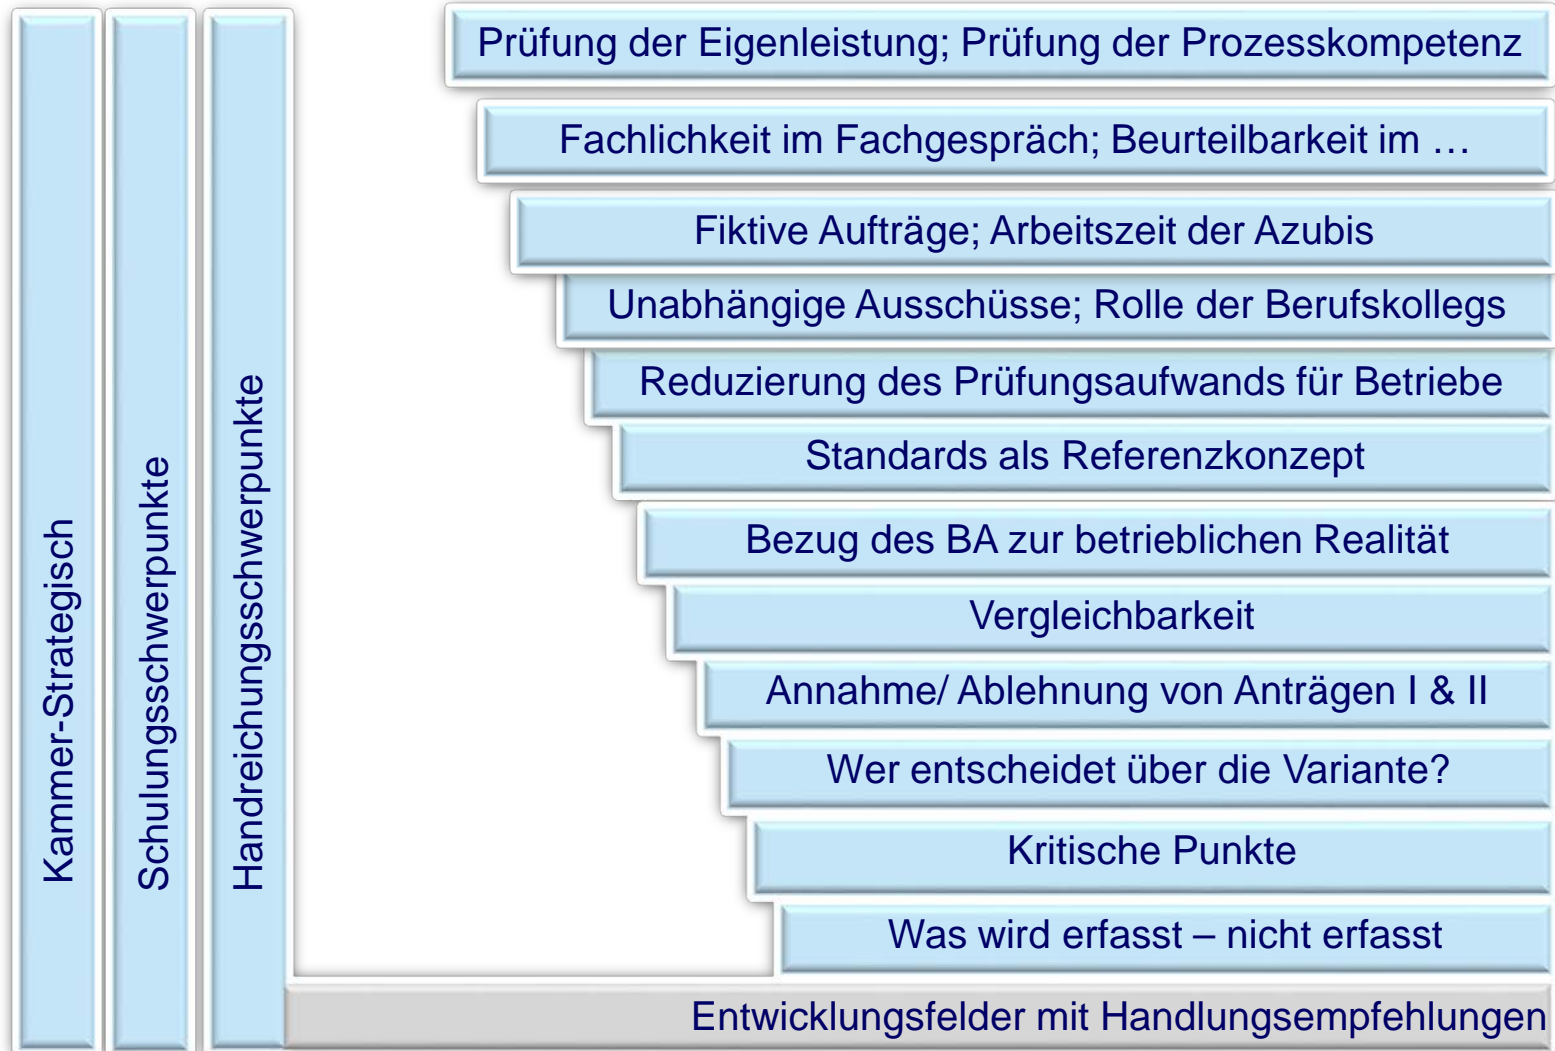 Kammer-Strategisch
Schulungsschwerpunkte
Handreichungsschwerpunkte
Prüfung der Eigenleistung; Prüfung der Prozesskompetenz
Fachlichkeit im Fachgespräch; Beurteilbarkeit im …
Fiktive Aufträge; Arbeitszeit der Azubis
Unabhängige Ausschüsse; Rolle der Berufskollegs
Reduzierung des Prüfungsaufwands für Betriebe
Standards als Referenzkonzept
Bezug des BA zur betrieblichen Realität
Vergleichbarkeit
Annahme/ Ablehnung von Anträgen I & II
Wer entscheidet über die Variante?
Kritische Punkte
Was wird erfasst – nicht erfasst
Entwicklungsfelder mit Handlungsempfehlungen